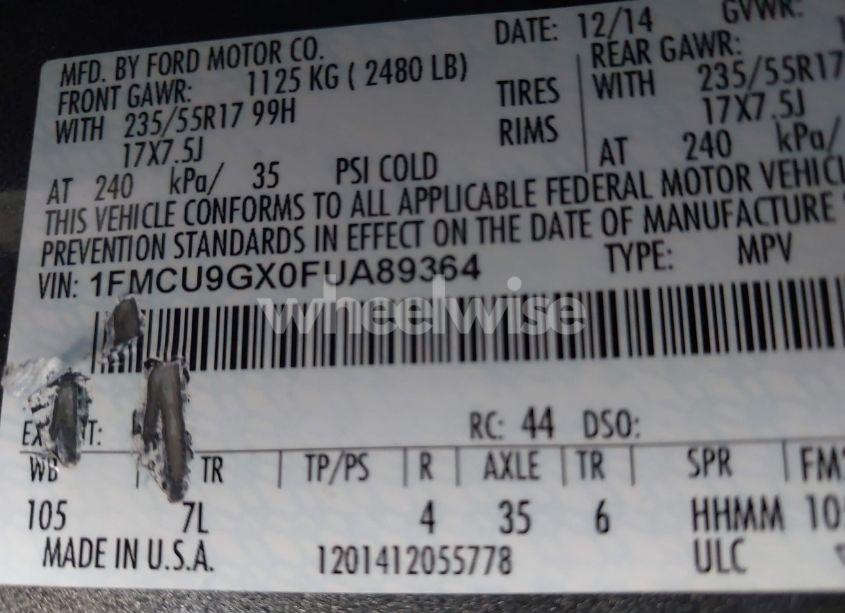 MFD. BY FORD MOTOR CO.
DATE: 12/14
GVWR:
FRONT GAWR: 1125 KG ( 2480 LB)
REAR GAWR:
WITH 235/55R17 99H TIRES
WITH 235/55R17
17X7.5J RIMS
17X7.5J
AT 240 kPa/ 35 PSI COLD
AT 240 kPa/
THIS VEHICLE CONFORMS TO ALL APPLICABLE FEDERAL MOTOR
PREVENTION STANDARDS IN EFFECT ON THE DATE OF MANUFACTURE
VIN: 1FMCU9GX0FUA89364 TYPE: MPV
wheelwise
RC: 44 DSO:
WB TR TP/PS R AXLE TR SPR
105 7L 4 35 6 HHMM
MADE IN U.S.A. 1201412055778 ULC